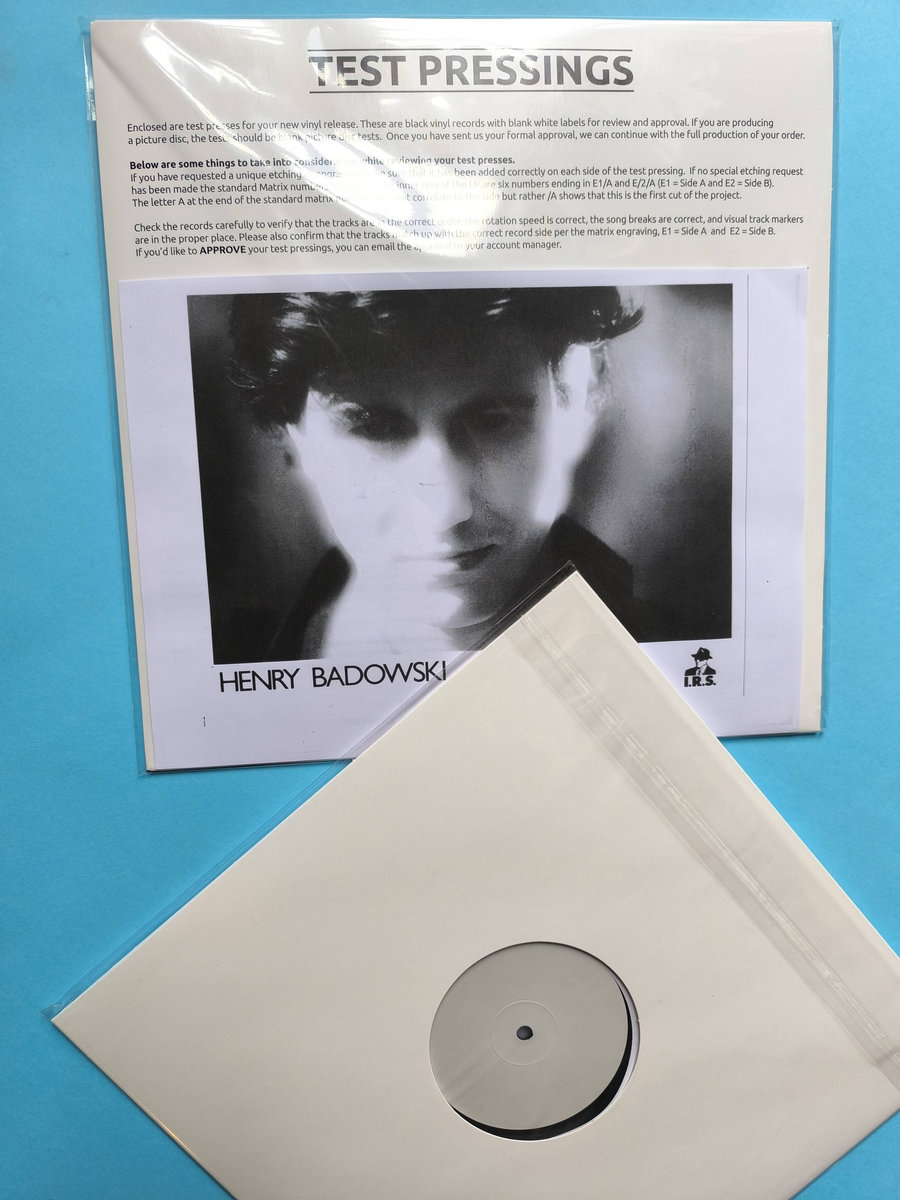 TEST PRESSINGS
Enclosed are test presses for your new vinyl release. These are black vinyl records with blank white labels for review and approval. If you are producing
a picture disc, the tests should be blank picture disc tests. Once you have sent us your formal approval, we can continue with the full production of your order.
Below are some things to take into consideration while reviewing your test presses.
If you have requested a unique etching sure that it has been added correctly on each side of the test pressing. If no special etching request
has been made the standard Matrix inner ring of the LP are six numbers ending in E1/A and E/2/A (E1 = Side A and E2 = Side B).
The letter A at the end of the standard matrix not correlate to the side but rather /A shows that this is the first cut of the project.
Check the records carefully to verify that the tracks are in the correct order, the rotation speed is correct, the song breaks are correct, and visual track markers
are in the proper place. Please also confirm that the tracks match up with the correct record side per the matrix engraving, E1 = Side A and E2 = Side B.
If you'd like to APPROVE your test pressings, you can email the approval to your account manager.
HENRY BADOWSKI
I.R.S.